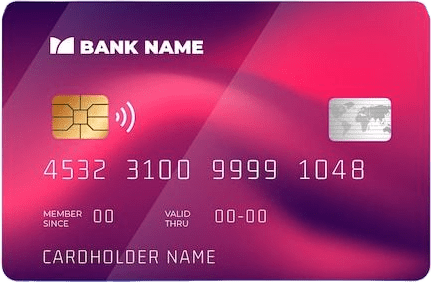 BANK NAME
4532 3100 9999 1048
MEMBER SINCE 00 VALID THRU 00-00
CARDHOLDER NAME